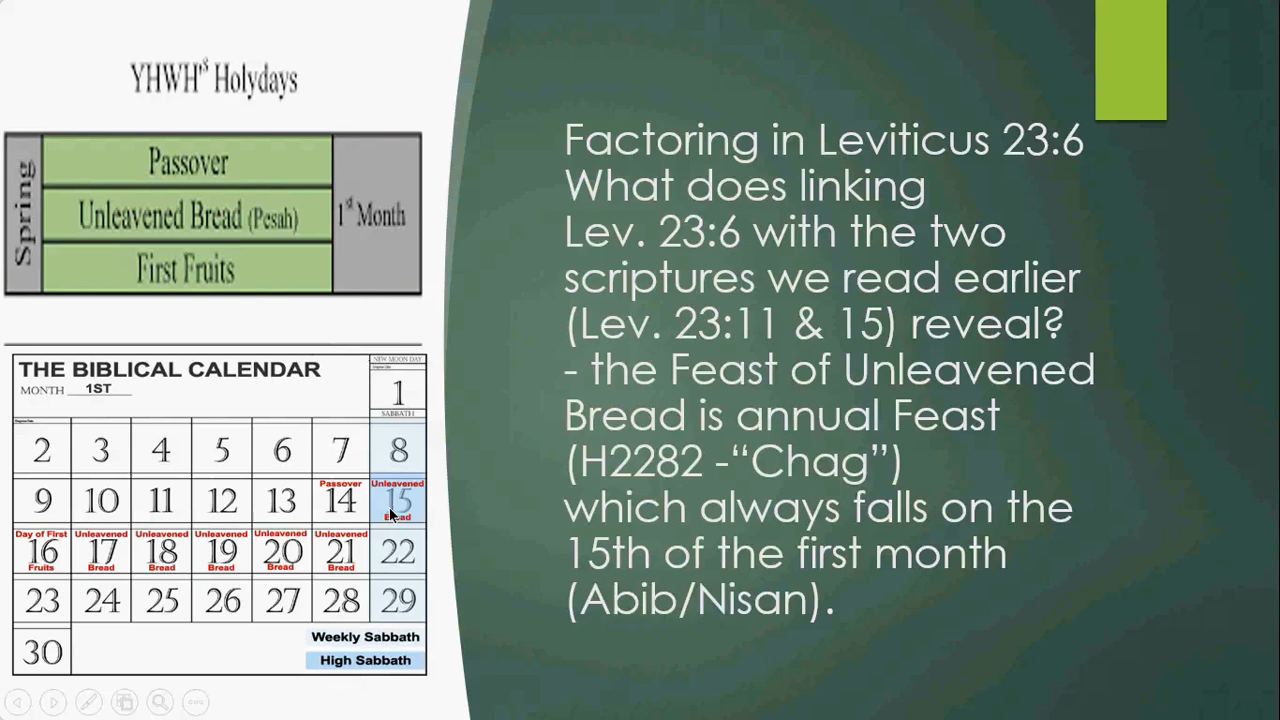 YHWH's Holydays
Spring
Passover
Unleavened Bread (Pesah)
First Fruits
1st Month
THE BIBLICAL CALENDAR
MONTH 1ST
NEW MOON DAY
1
SABBATH
2 3 4 5 6 7 8
Passover Unleavened
9 10 11 12 13 14 15
Bread
Day of First Unleavened Unleavened Unleavened Unleavened Unleavened
16 17 18 19 20 21 22
Fruits Bread Bread Bread Bread Bread
23 24 25 26 27 28 29
30
Weekly Sabbath
High Sabbath
Factoring in Leviticus 23:6
What does linking
Lev. 23:6 with the two
scriptures we read earlier
(Lev. 23:11 & 15) reveal?
- the Feast of Unleavened
Bread is annual Feast
(H2282 -“Chag”)
which always falls on the
15th of the first month
(Abib/Nisan).